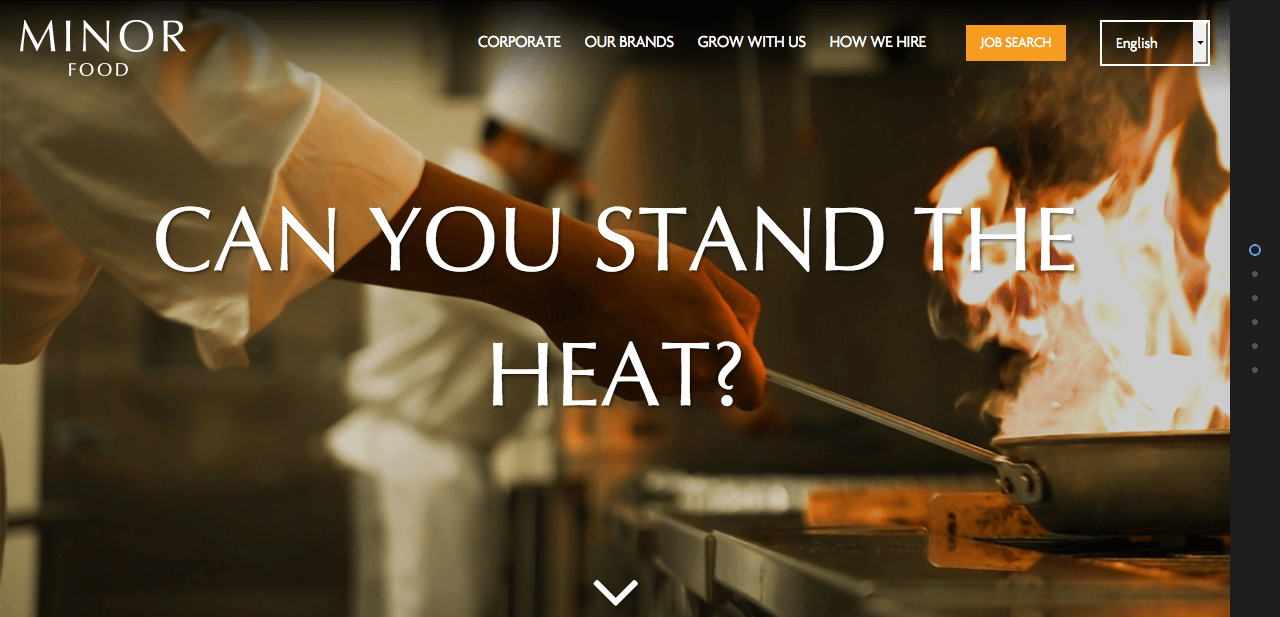 MINOR
FOOD
CORPORATE OUR BRANDS GROW WITH US HOW WE HIRE JOB SEARCH English
CAN YOU STAND THE
HEAT?